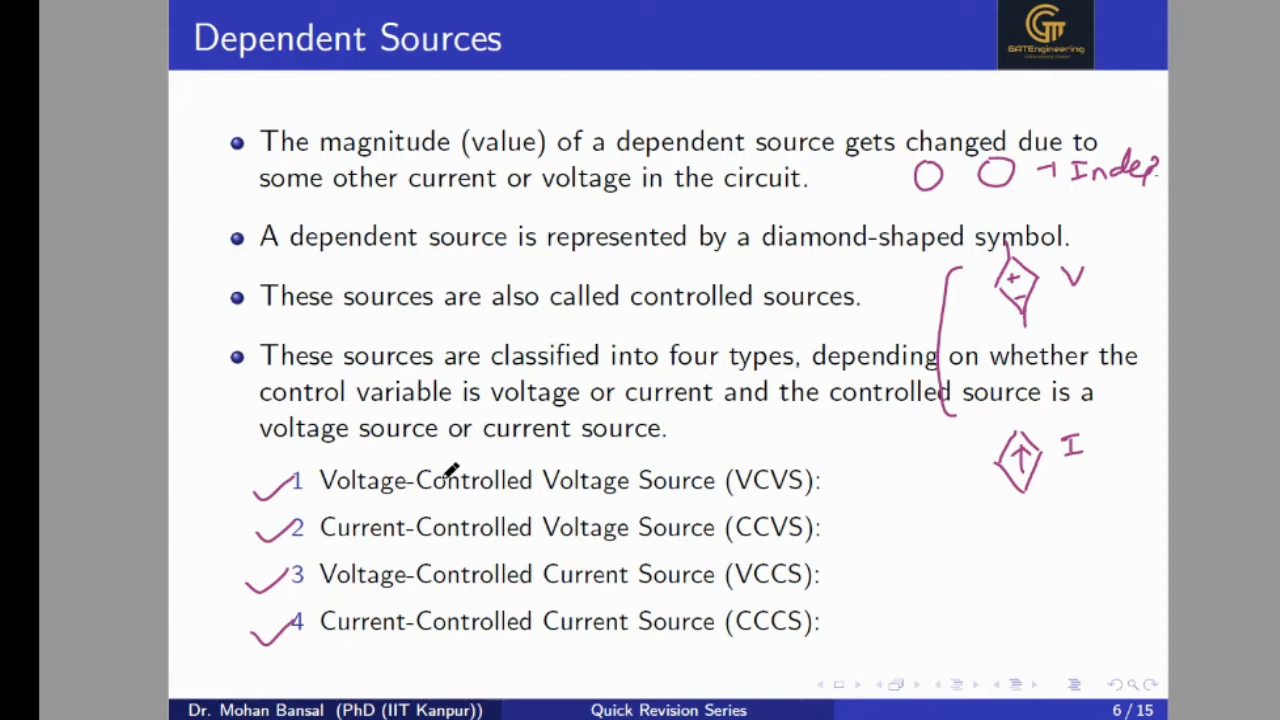 Dependent Sources
GATEngineering
The magnitude (value) of a dependent source gets changed due to
some other current or voltage in the circuit.
Indep.
A dependent source is represented by a diamond-shaped symbol.
+
-
V
These sources are also called controlled sources.
These sources are classified into four types, depending on whether the
control variable is voltage or current and the controlled source is a
voltage source or current source.
I
1 Voltage-Controlled Voltage Source (VCVS):
2 Current-Controlled Voltage Source (CCVS):
3 Voltage-Controlled Current Source (VCCS):
4 Current-Controlled Current Source (CCCS):
Dr. Mohan Bansal (PhD (IIT Kanpur)) Quick Revision Series 6 / 15